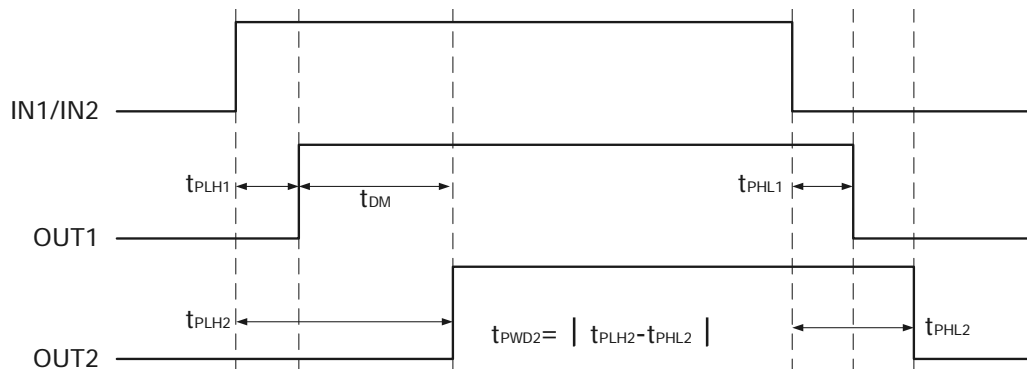 IN1/IN2
tPLH1
tDM
tPHL1
OUT1
tPLH2
tPWD2= | tPLH2-tPHL2 |
tPHL2
OUT2